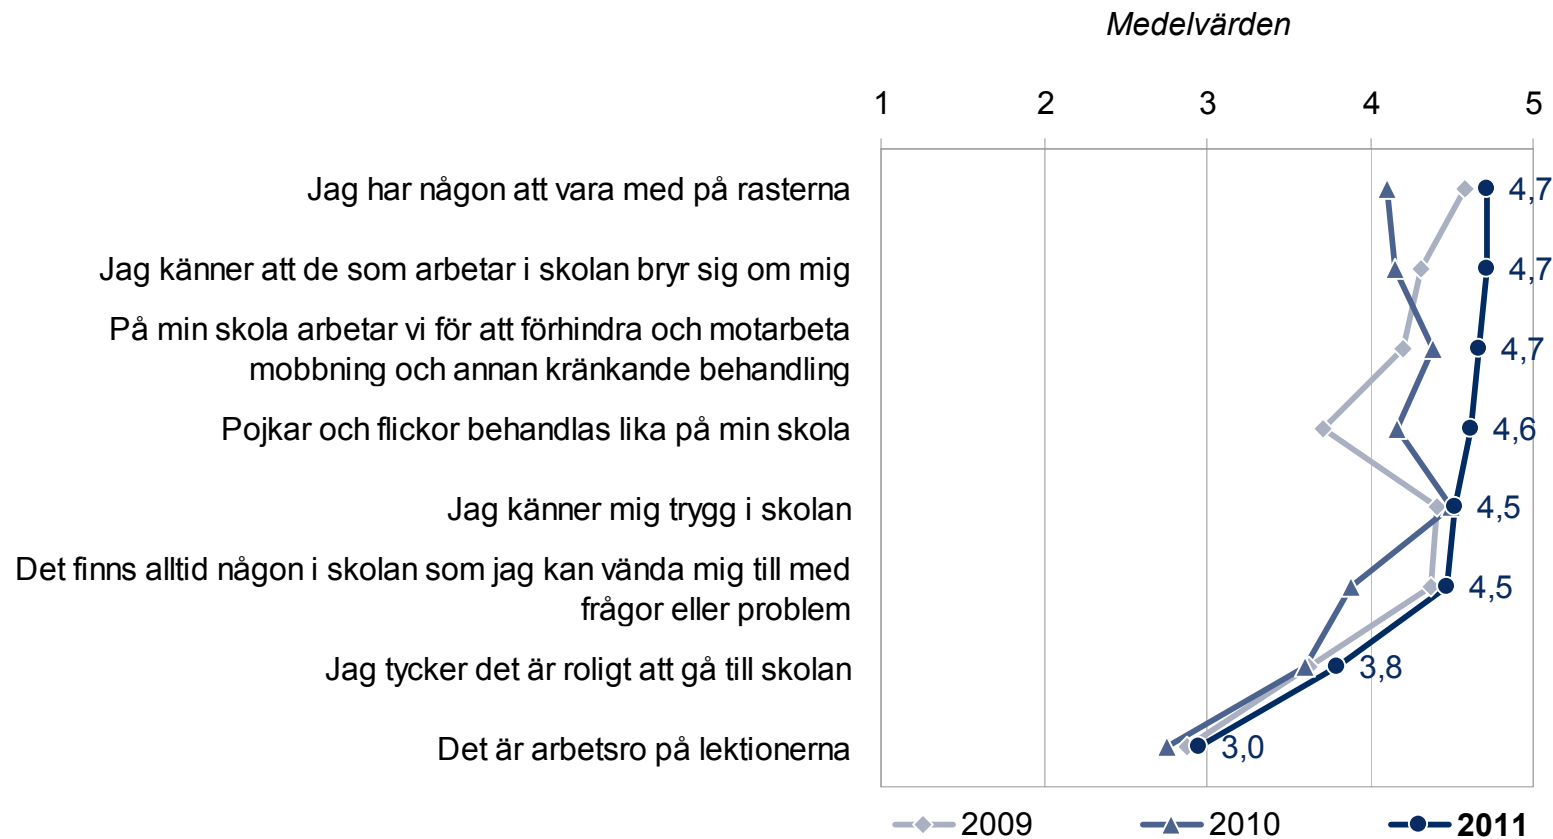 Medelvärden
1 2 3 4 5
Jag har någon att vara med på rasterna 4,7
Jag känner att de som arbetar i skolan bryr sig om mig 4,7
På min skola arbetar vi för att förhindra och motarbeta
mobbning och annan kränkande behandling 4,7
Pojkar och flickor behandlas lika på min skola 4,6
Jag känner mig trygg i skolan 4,5
Det finns alltid någon i skolan som jag kan vända mig till med
frågor eller problem 4,5
Jag tycker det är roligt att gå till skolan 3,8
Det är arbetsro på lektionerna 3,0
2009 2010 2011